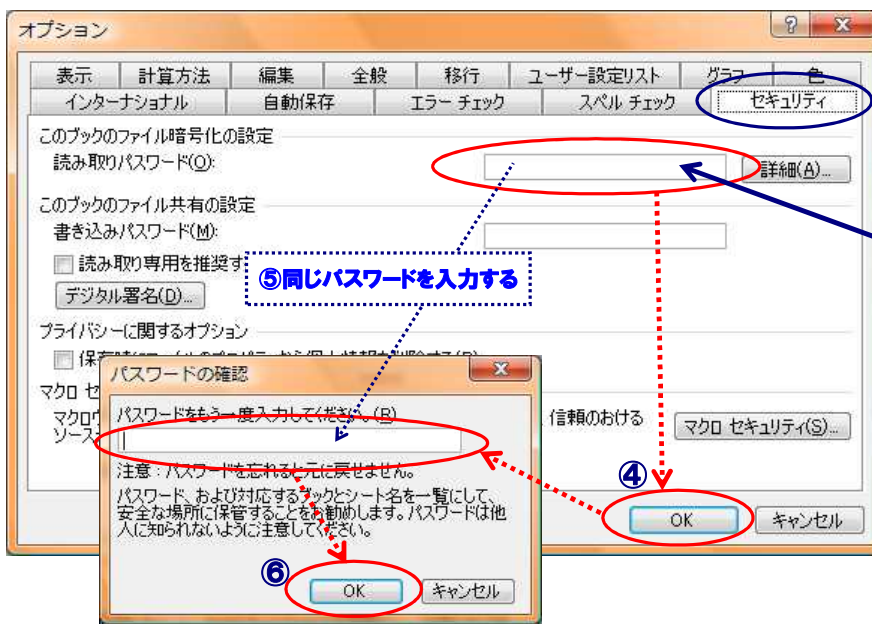 オプション
表示 計算方法 編集 全般 移行 ユーザー設定リスト グラフ 色
インターナショナル 自動保存 エラー チェック スペル チェック セキュリティ
このブックのファイル暗号化の設定
読み取りパスワード(O):
詳細(A)...
このブックのファイル共有の設定
書き込みパスワード(M):
読み取り専用を推奨す
⑤同じパスワードを入力する
デジタル署名(D)...
プライバシーに関するオプション
マクロ セ
マクロ
信頼のおける
ソース
マクロ セキュリティ(S)...
④
OK
キャンセル
パスワードの確認
パスワードをもう一度入力してください。(R)
注意 : パスワードを忘れると元に戻せません。
パスワード、および対応するブックとシート名を一覧にして、
安全な場所に保管することをお勧めします。パスワードは他
人に知られないように注意してください。
⑥
OK
キャンセル